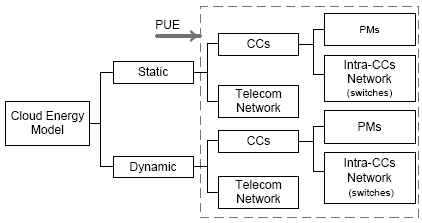 PUE
Cloud Energy
Model
Static
CCs
PMs
Intra-CCs
Network
(switches)
Telecom
Network
Dynamic
CCs
PMs
Intra-CCs
Network
(switches)
Telecom
Network